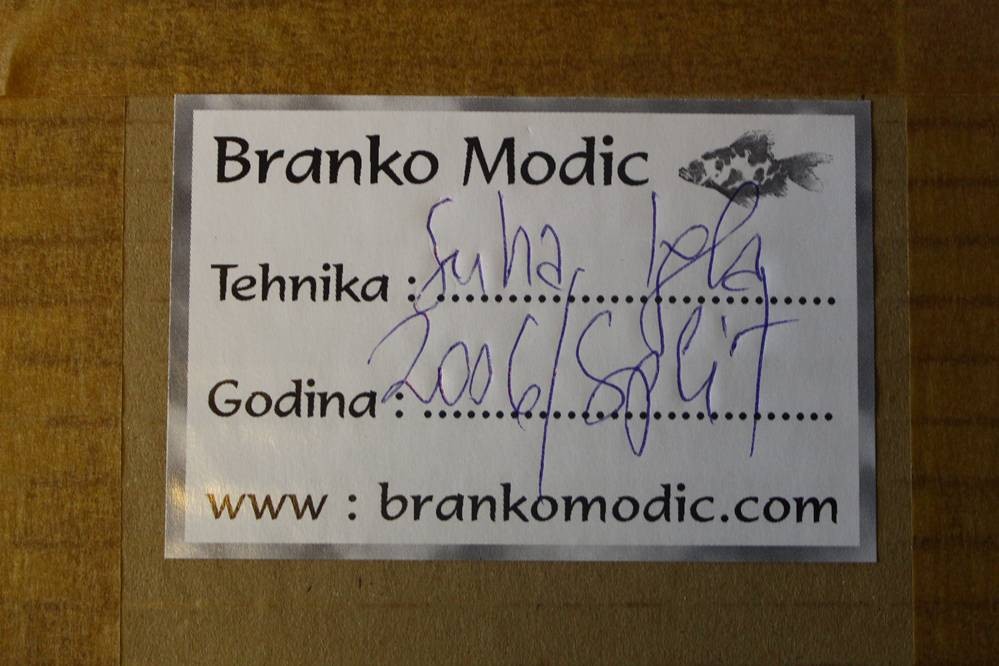 Branko Modic
Tehnika : Suha Igla
Godina : 2006/Split
www : brankomodic.com